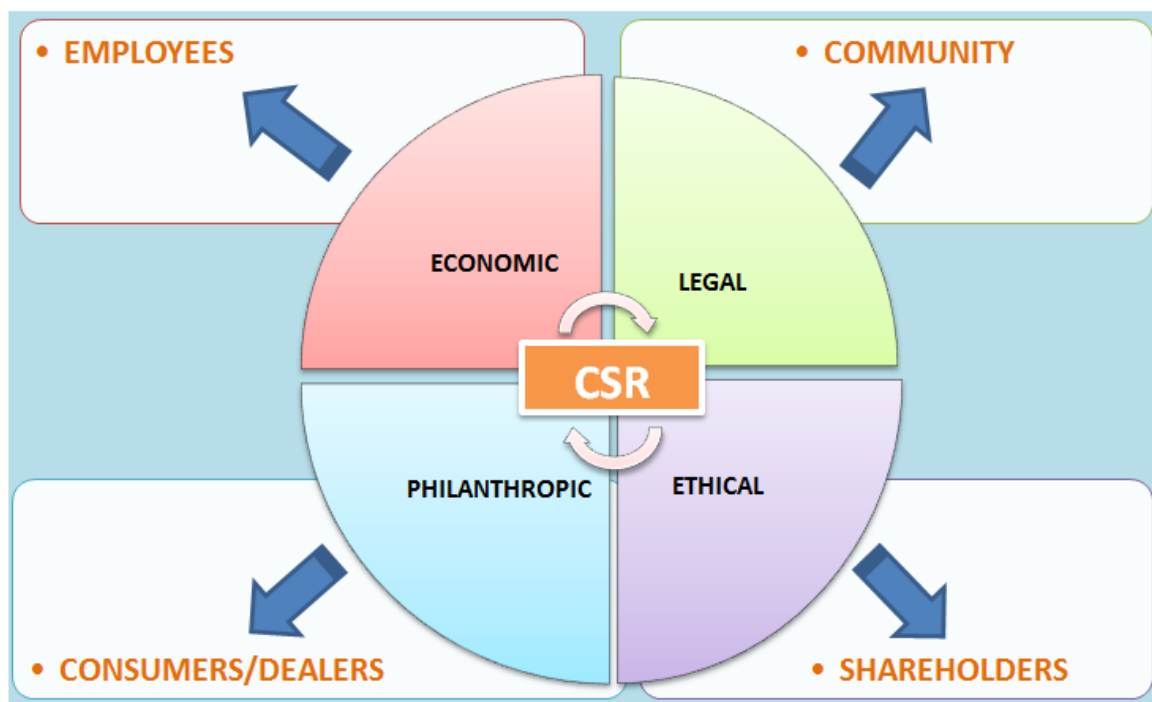 • EMPLOYEES
• COMMUNITY
ECONOMIC
LEGAL
CSR
PHILANTHROPIC
ETHICAL
• CONSUMERS/DEALERS
• SHAREHOLDERS